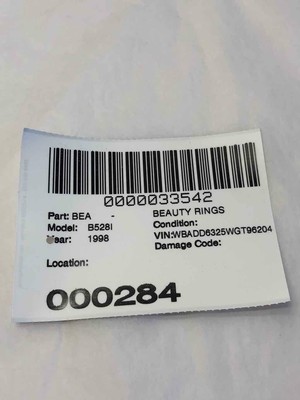 0000033542
Part: BEA - BEAUTY RINGS
Model: B528I Condition:
Year: 1998 VIN:WBADD6325WGT96204
Damage Code:
Location:
000284